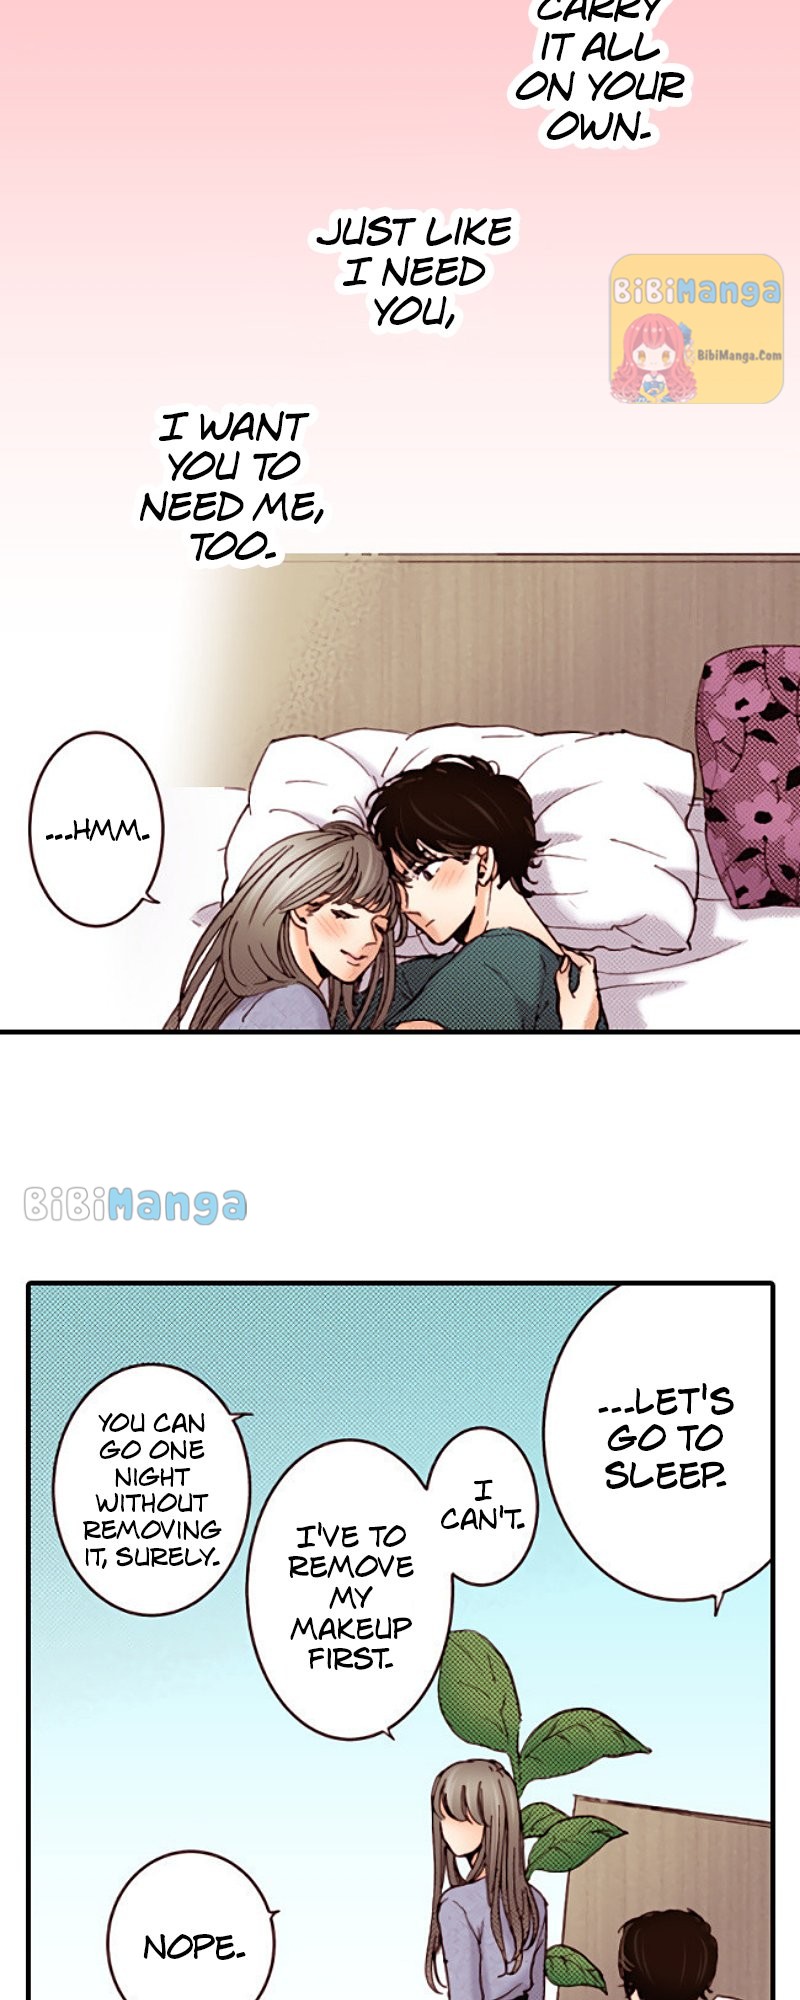 CARRY
IT ALL
ON YOUR
OWN.
JUST LIKE
I NEED
YOU,
BiBiManga
BibiManga.Com
I WANT
YOU TO
NEED ME,
TOO.
...HMM.
BiBiManga
...LET'S
GO TO
SLEEP.
I
CAN'T.
I'VE TO
REMOVE
MY
MAKEUP
FIRST.
YOU CAN
GO ONE
NIGHT
WITHOUT
REMOVING
IT, SURELY.
NOPE.